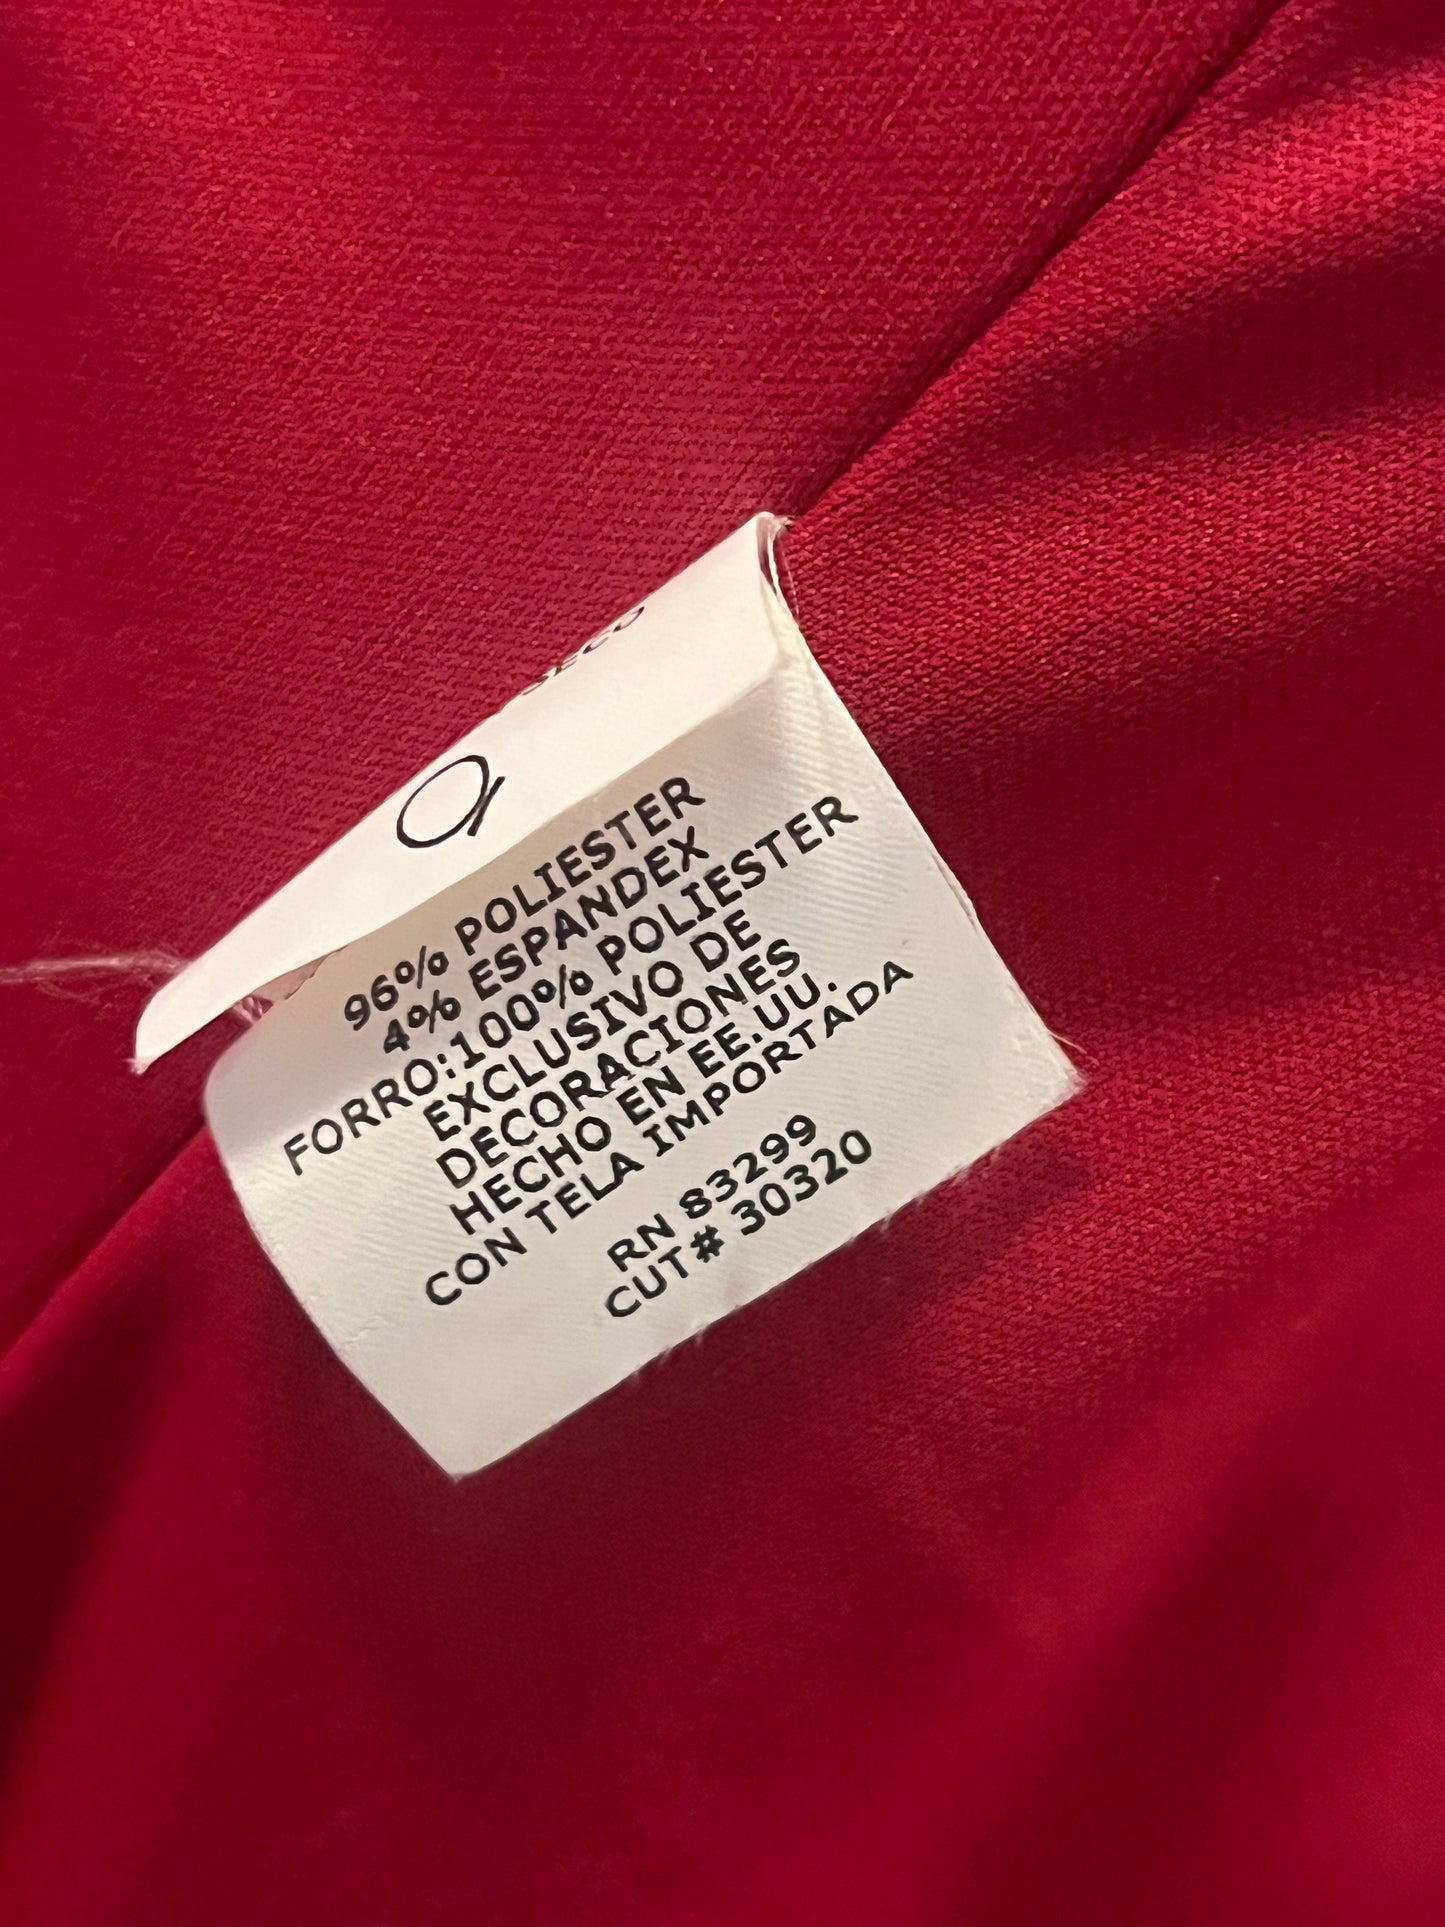 SECO
96% POLIESTER
4% ESPANDEX
FORRO:100% POLIESTER
EXCLUSIVO DE
DECORACIONES
HECHO EN EE.UU.
CON TELA IMPORTADA
RN 83299
CUT# 30320